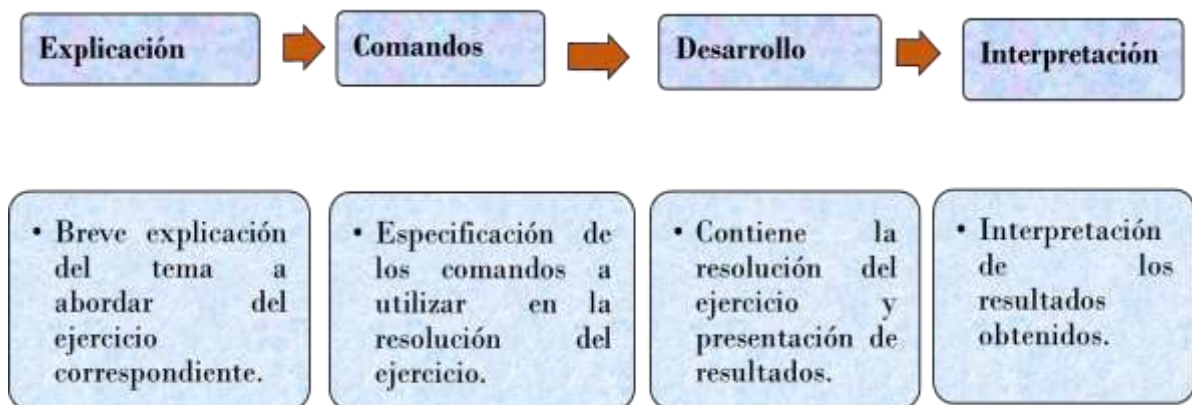 Explicación
Comandos
Desarrollo
Interpretación
• Breve explicación
del tema a
abordar del
ejercicio
correspondiente.
• Especificación de
los comandos a
utilizar en la
resolución del
ejercicio.
• Contiene la
resolución del
ejercicio y
presentación de
resultados.
• Interpretación
de los
resultados
obtenidos.